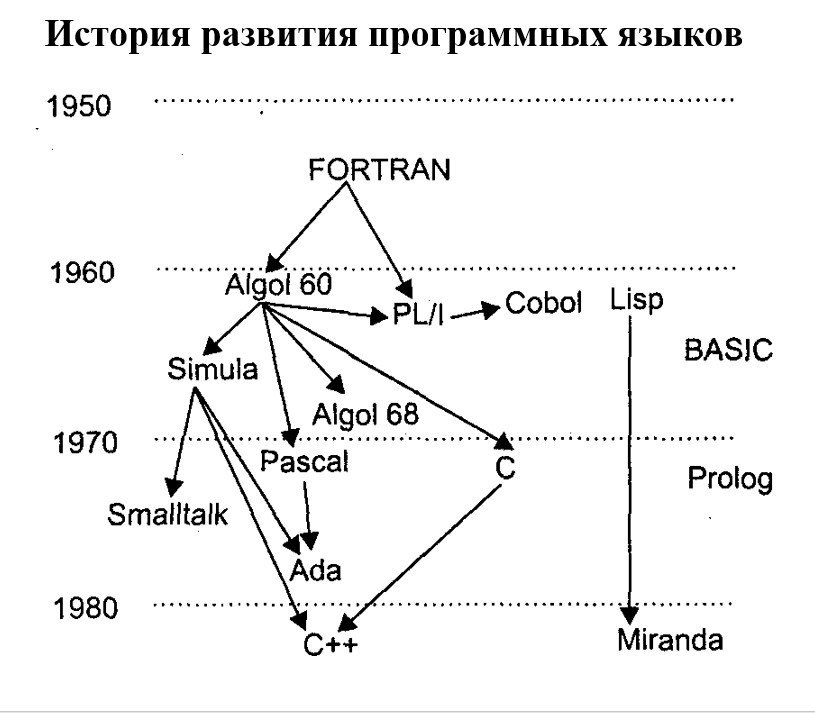 История развития программных языков
1950
FORTRAN
1960
Algol 60
PL/I
Cobol
Lisp
BASIC
Simula
Algol 68
1970
Pascal
C
Prolog
Smalltalk
Ada
1980
C++
Miranda